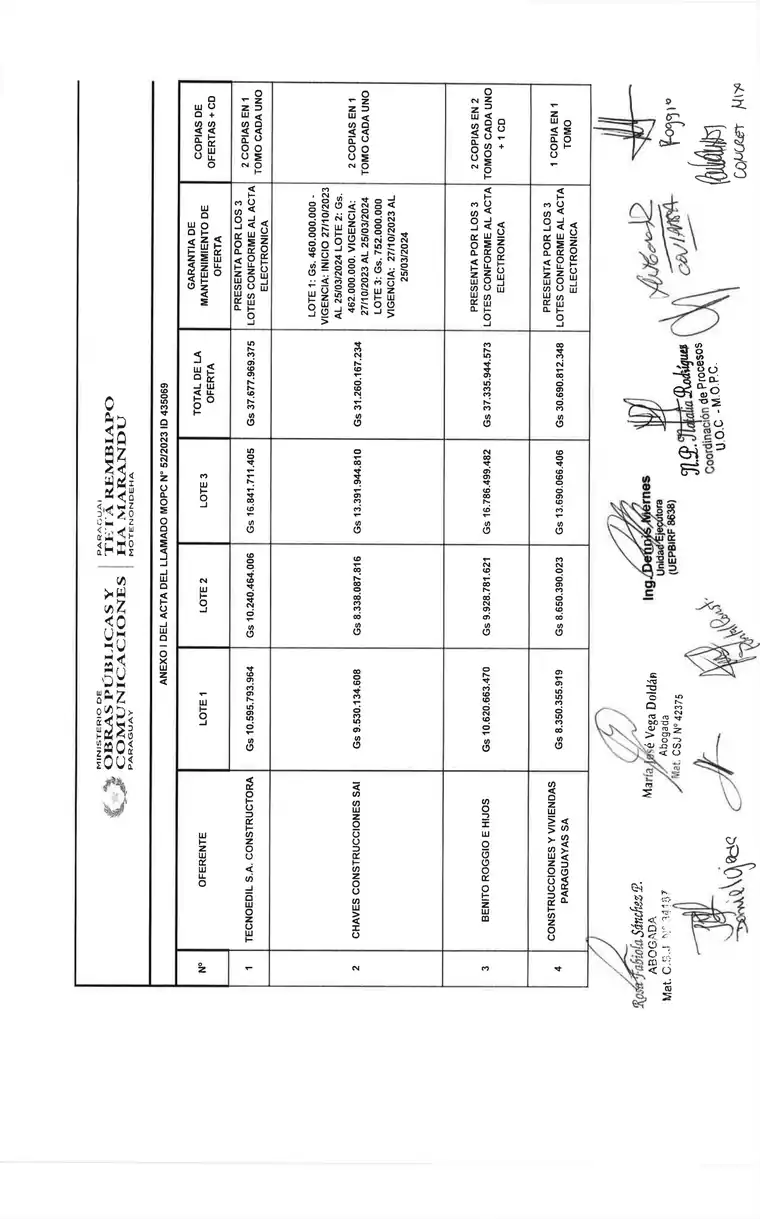 MINISTERIO DE
OBRAS PÚBLICAS Y
COMUNICACIONES
PARAGUAY
PARAGUAI
TETÃ REMBIAPO
HA MARANDU
MOTENONDEHA
ANEXO I DEL ACTA DEL LLAMADO MOPC N° 52/2023 ID 435069
N° OFERENTE LOTE 1 LOTE 2 LOTE 3 TOTAL DE LA OFERTA GARANTIA DE MANTENIMIENTO DE OFERTA COPIAS DE OFERTAS + CD
1 TECNOEDIL S.A. CONSTRUCTORA Gs 10.595.793.964 Gs 10.240.464.006 Gs 16.841.711.405 Gs 37.677.969.375 PRESENTA POR LOS 3 LOTES CONFORME AL ACTA ELECTRONICA 2 COPIAS EN 1 TOMO CADA UNO
2 CHAVES CONSTRUCCIONES SAI Gs 9.530.134.608 Gs 8.338.087.816 Gs 13.391.944.810 Gs 31.260.167.234 LOTE 1: Gs. 460.000.000 - VIGENCIA: INICIO 27/10/2023 AL 25/03/2024 LOTE 2: Gs. 462.000.000. VIGENCIA: 27/10/2023 AL 25/03/2024 LOTE 3: Gs. 752.000.000 VIGENCIA: 27/10/2023 AL 25/03/2024 2 COPIAS EN 1 TOMO CADA UNO
3 BENITO ROGGIO E HIJOS Gs 10.620.663.470 Gs 9.928.781.621 Gs 16.786.499.482 Gs 37.335.944.573 PRESENTA POR LOS 3 LOTES CONFORME AL ACTA ELECTRONICA 2 COPIAS EN 2 TOMOS CADA UNO + 1 CD
4 CONSTRUCCIONES Y VIVIENDAS PARAGUAYAS SA Gs 8.350.355.919 Gs 8.650.390.023 Gs 13.690.066.406 Gs 30.690.812.348 PRESENTA POR LOS 3 LOTES CONFORME AL ACTA ELECTRONICA 1 COPIA EN 1 TOMO
Rosa Fabiola Sánchez P.
ABOGADA
Mat. C.S.J. N° 34187
María José Vega Doldán
Abogada
Mat. CSJ N° 42375
Ing. Dennis Mernes
Unidad Ejecutora
(UEPBIRF 8638)
N.P. Natalia Rodríguez
Coordinación de Procesos
U.O.C - M.O.P.C.
COVIPASA
Roggio
CONCRET MIX
Daniel Ojeda